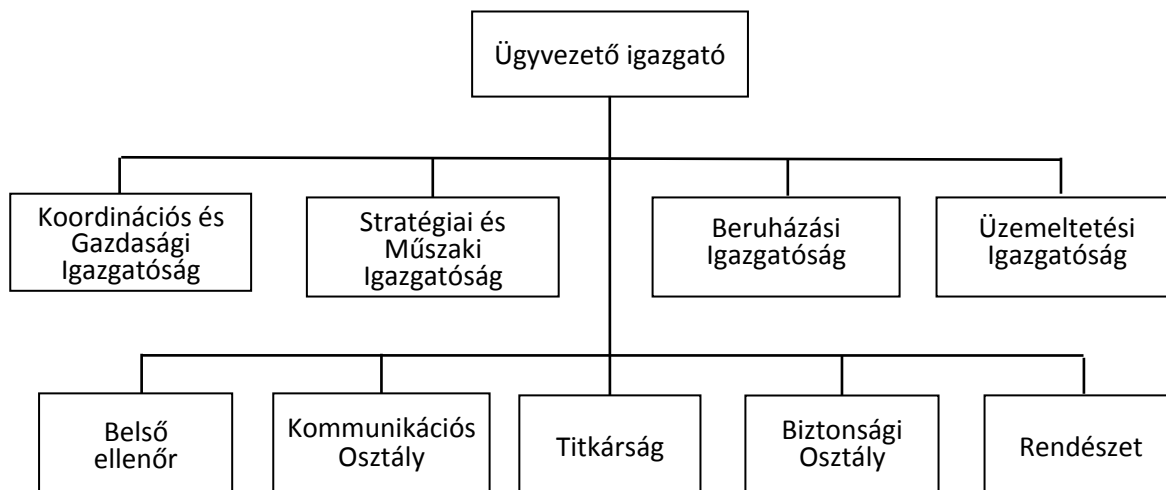 Ügyvezető igazgató
Koordinációs és
Gazdasági
Igazgatóság
Stratégiai és
Műszaki
Igazgatóság
Beruházási
Igazgatóság
Üzemeltetési
Igazgatóság
Belső
ellenőr
Kommunikációs
Osztály
Titkárság
Biztonsági
Osztály
Rendészet